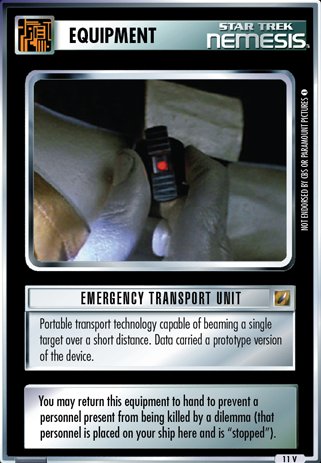 EQUIPMENT
STAR TREK
NEMESIS
NOT ENDORSED BY CBS OR PARAMOUNT PICTURES
EMERGENCY TRANSPORT UNIT
Portable transport technology capable of beaming a single
target over a short distance. Data carried a prototype version
of the device.
You may return this equipment to hand to prevent a
personnel present from being killed by a dilemma (that
personnel is placed on your ship here and is “stopped”).
11 V